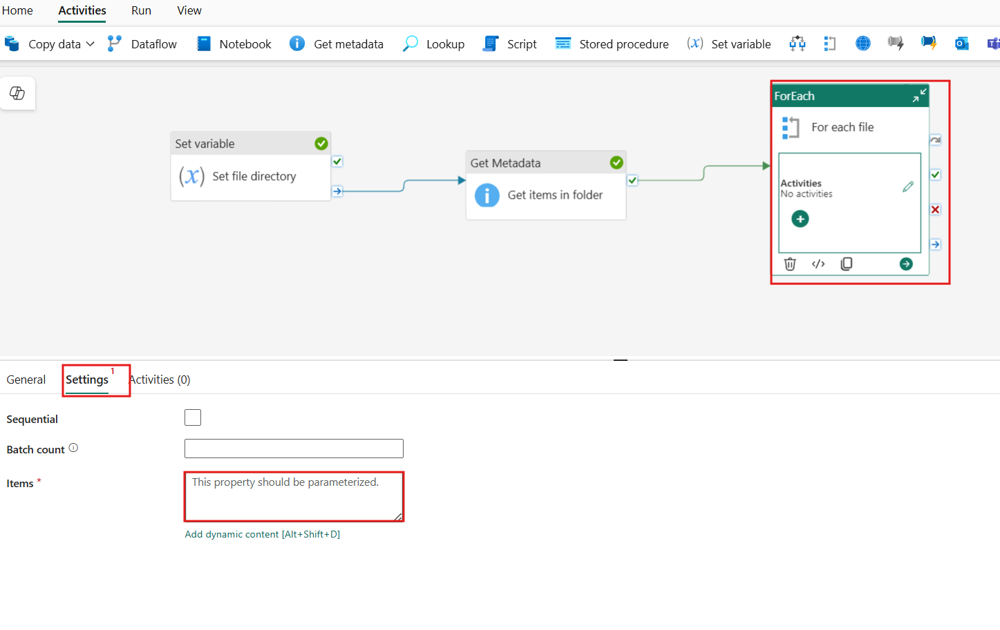 Home Activities Run View
Copy data Dataflow Notebook Get metadata Lookup Script Stored procedure (x) Set variable
ForEach
For each file
Set variable
(x) Set file directory
Get Metadata
Get items in folder
Activities
No activities
General Settings 1 Activities (0)
Sequential
Batch count
Items *
This property should be parameterized.
Add dynamic content [Alt+Shift+D]